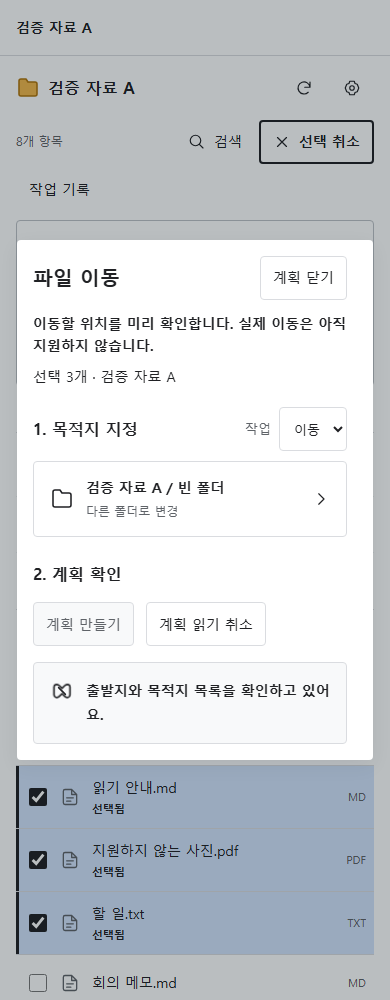 검증 자료 A
검증 자료 A
8개 항목
검색
선택 취소
작업 기록
파일 이동
계획 닫기
이동할 위치를 미리 확인합니다. 실제 이동은 아직
지원하지 않습니다.
선택 3개 · 검증 자료 A
1. 목적지 지정
작업
이동
검증 자료 A / 빈 폴더
다른 폴더로 변경
2. 계획 확인
계획 만들기
계획 읽기 취소
출발지와 목적지 목록을 확인하고 있어
요.
읽기 안내.md
선택됨
MD
지원하지 않는 사진.pdf
선택됨
PDF
할 일.txt
선택됨
TXT
회의 메모.md
MD